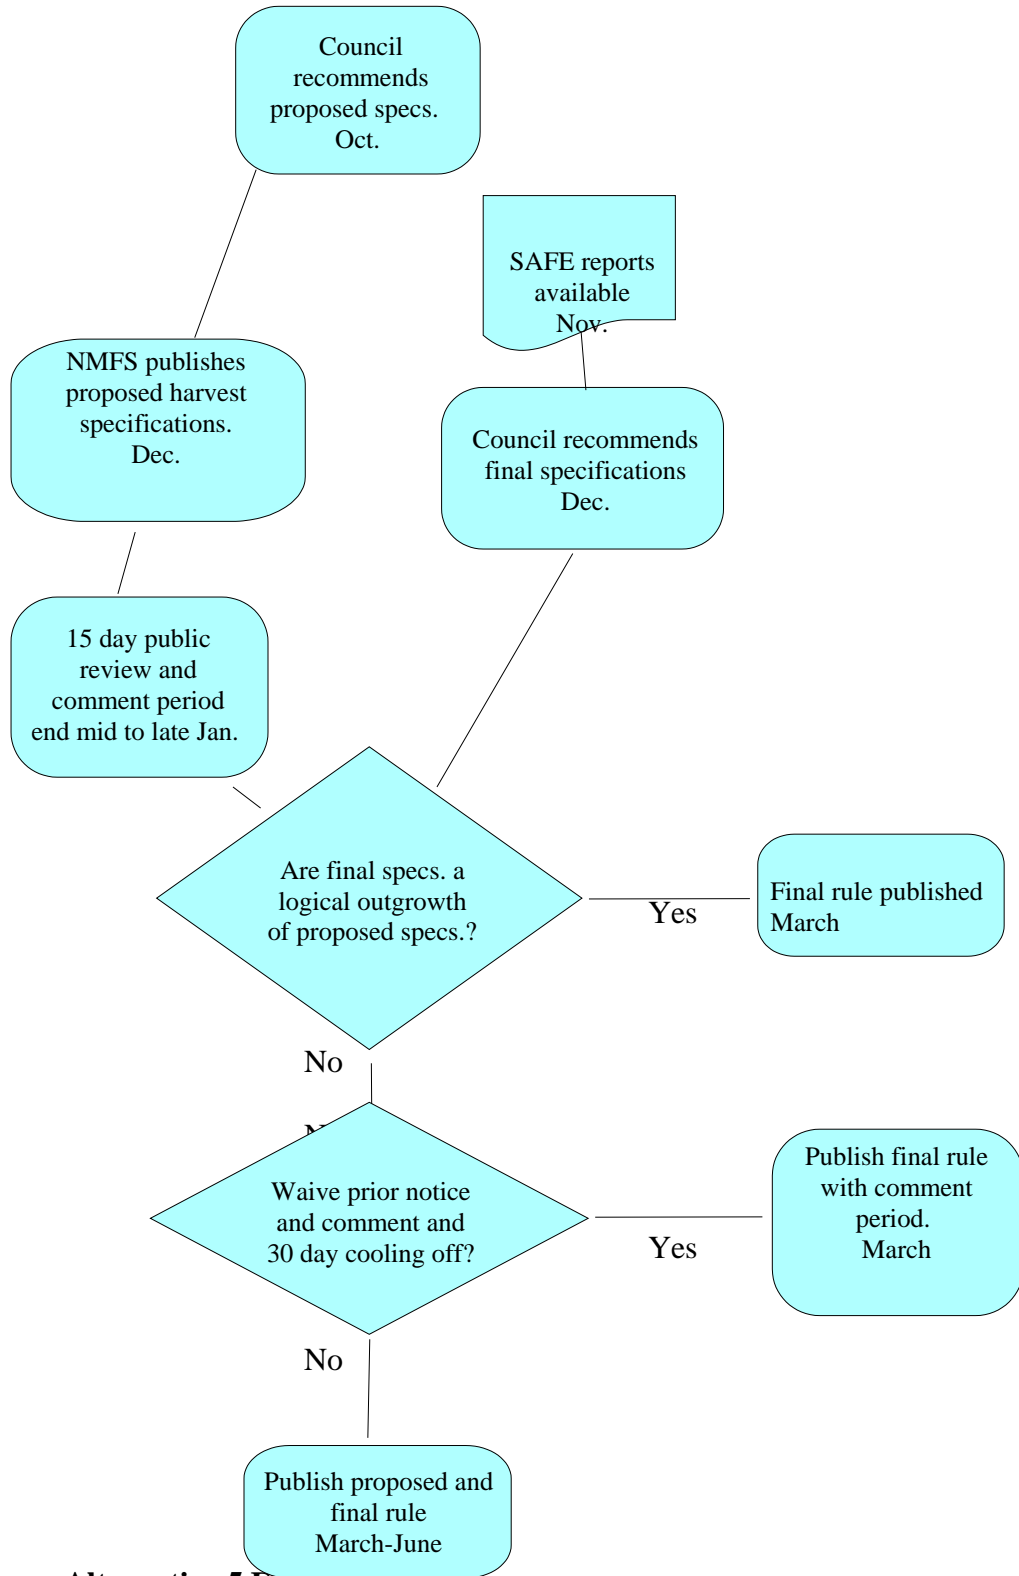 Council
recommends
proposed specs.
Oct.
SAFE reports
available
Nov.
NMFS publishes
proposed harvest
specifications.
Dec.
Council recommends
final specifications
Dec.
15 day public
review and
comment period
end mid to late Jan.
Are final specs. a
logical outgrowth
of proposed specs.?
Yes
Final rule published
March
No
Waive prior notice
and comment and
30 day cooling off?
Yes
Publish final rule
with comment
period.
March
No
Publish proposed and
final rule
March-June